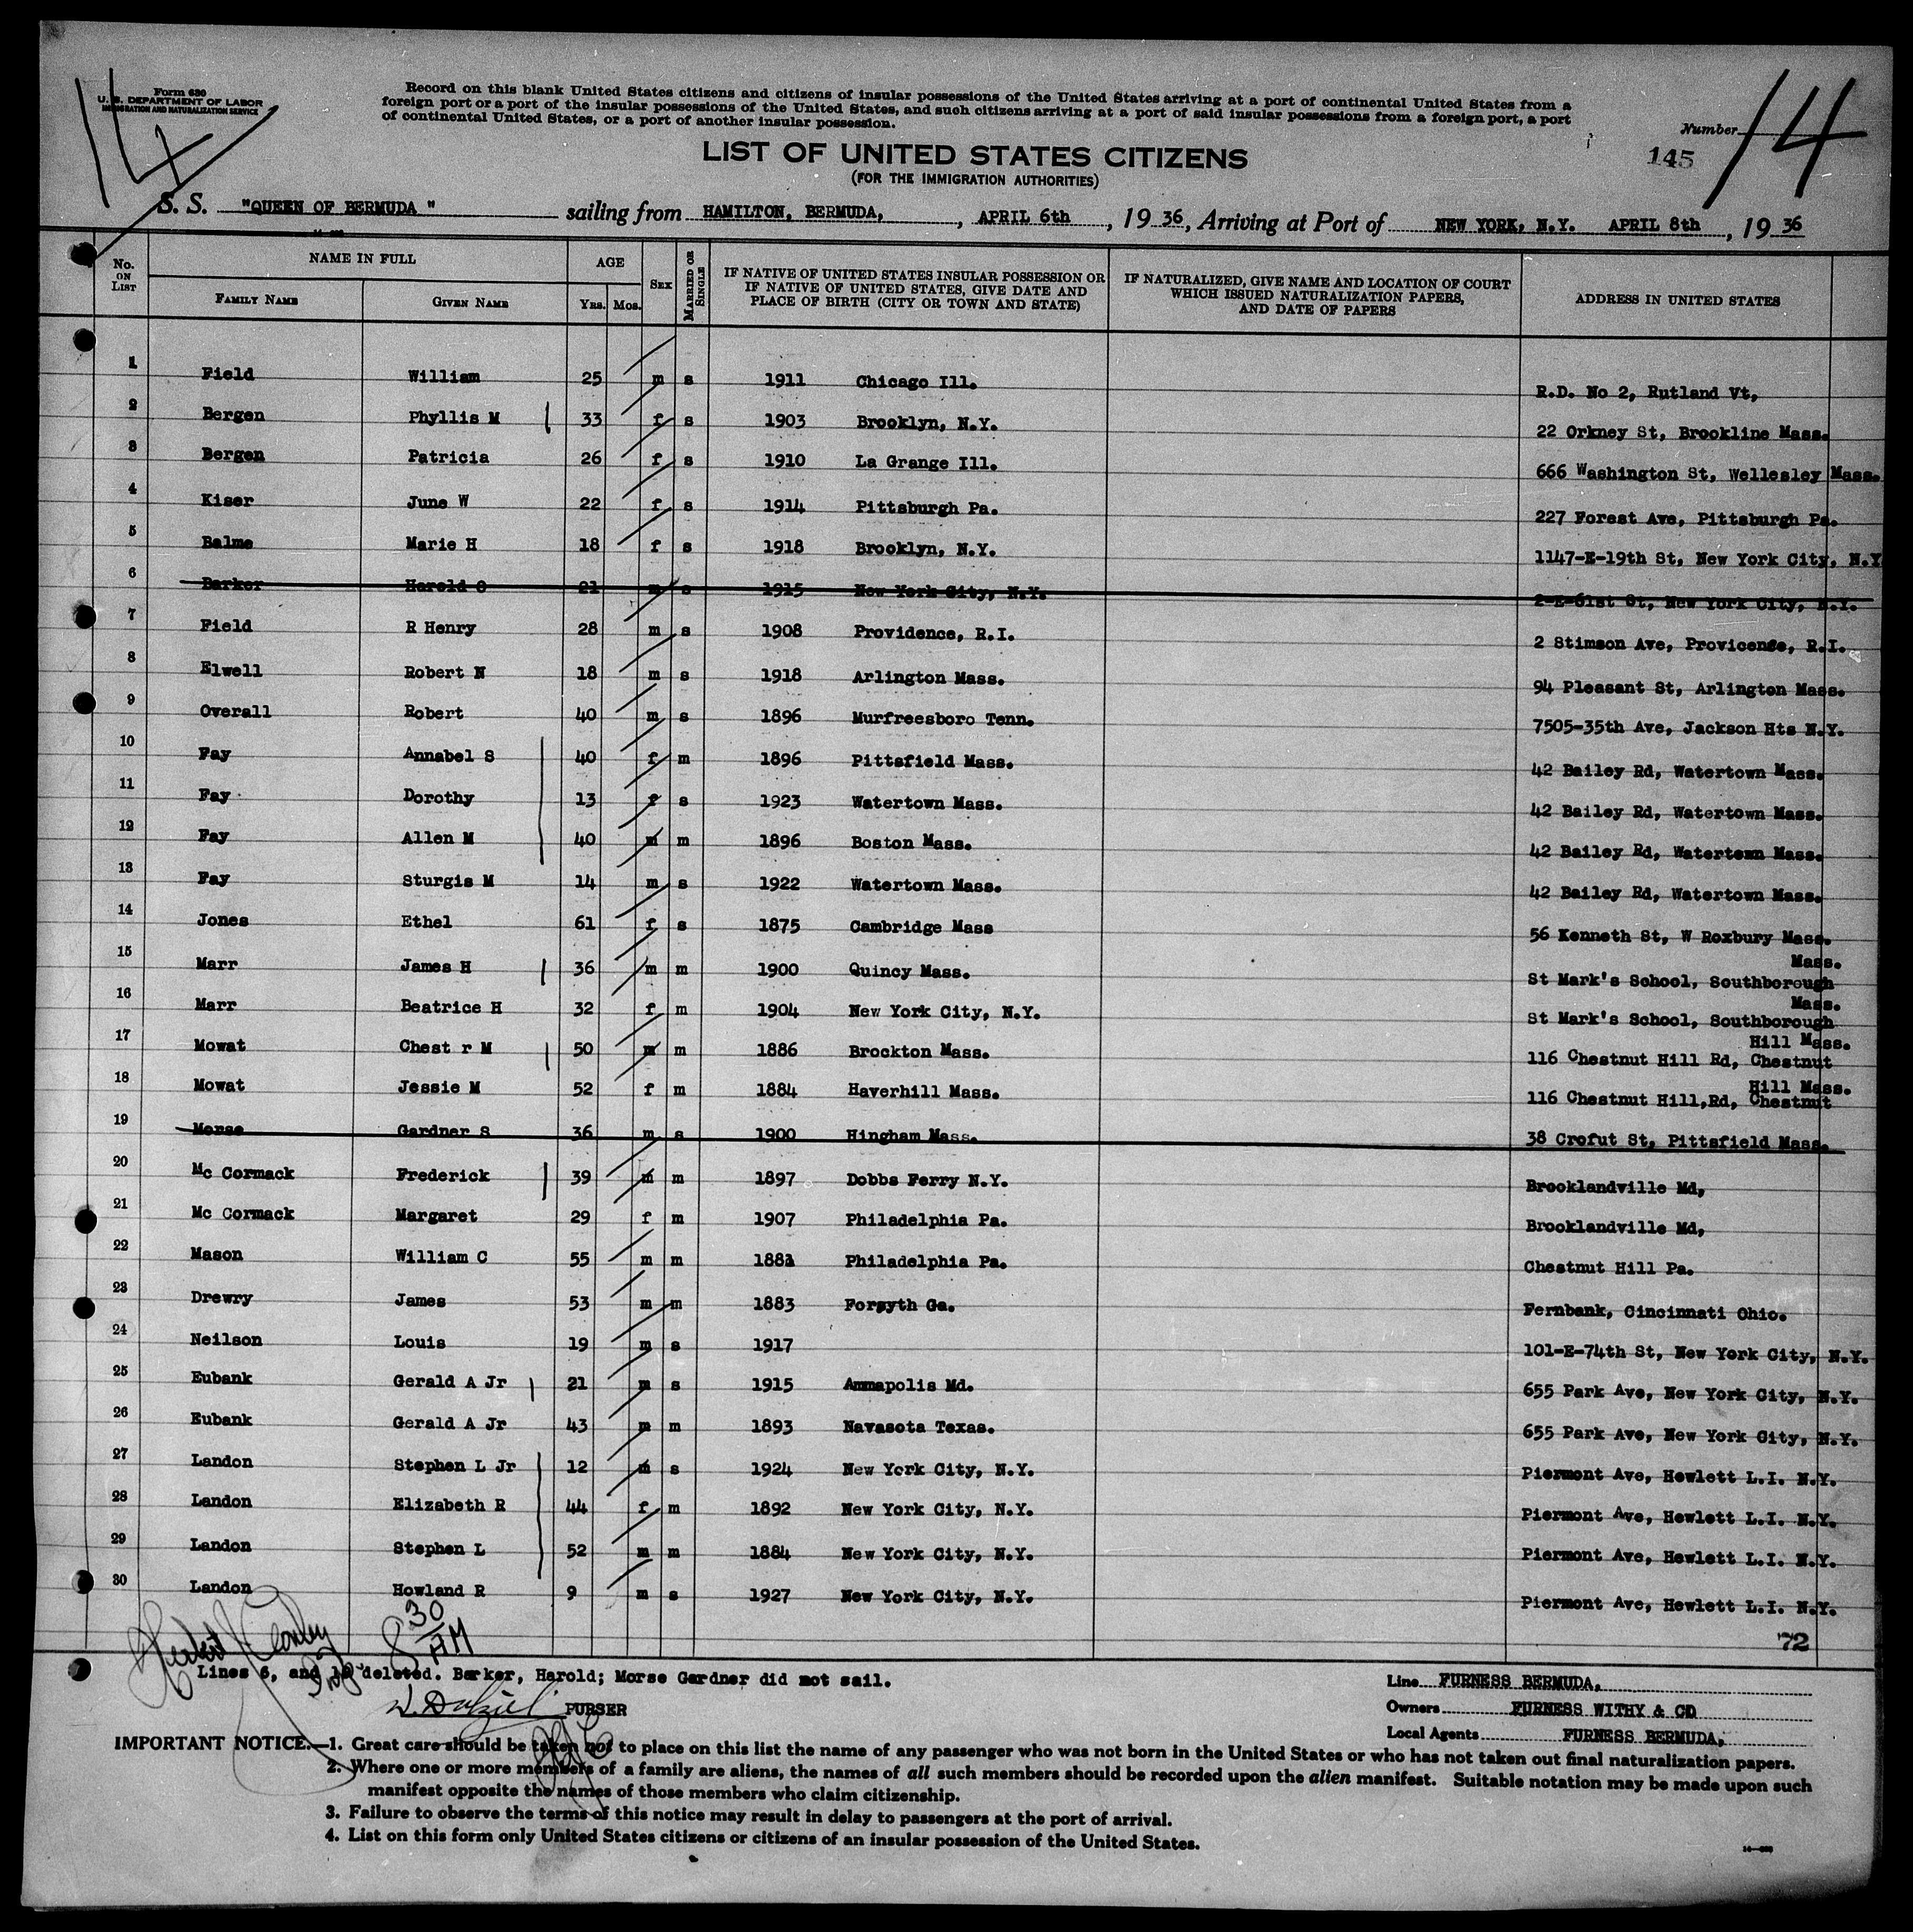 14
Form 630
U. S. DEPARTMENT OF LABOR
IMMIGRATION AND NATURALIZATION SERVICE
Record on this blank United States citizens and citizens of insular possessions of the United States arriving at a port of continental United States from a
foreign port or a port of the insular possessions of the United States, and such citizens arriving at a port of said insular possessions from a foreign port, a port
of continental United States, or a port of another insular possession.
Number 14
145
LIST OF UNITED STATES CITIZENS
(FOR THE IMMIGRATION AUTHORITIES)
S. S. "QUEEN OF BERMUDA " sailing from HAMILTON, BERMUDA, , APRIL 6th , 19 36, Arriving at Port of NEW YORK, N.Y. APRIL 8th , 19 36
No. ON LIST NAME IN FULL AGE SEX MARRIED OR SINGLE IF NATIVE OF UNITED STATES INSULAR POSSESSION OR IF NATIVE OF UNITED STATES, GIVE DATE AND PLACE OF BIRTH (CITY OR TOWN AND STATE) IF NATURALIZED, GIVE NAME AND LOCATION OF COURT WHICH ISSUED NATURALIZATION PAPERS, AND DATE OF PAPERS ADDRESS IN UNITED STATES
FAMILY NAME GIVEN NAME YRS. MOS.
1 Field William 25 m s 1911 Chicago Ill. R.D. No 2, Rutland Vt,
2 Bergen Phyllis M 33 f s 1903 Brooklyn, N.Y. 22 Orkney St, Brookline Mass.
3 Bergen Patricia 26 f s 1910 La Grange Ill. 666 Washington St, Wellesley Mass.
4 Kiser June W 22 f s 1914 Pittsburgh Pa. 227 Forest Ave, Pittsburgh Pa.
5 Balme Marie H 18 f s 1918 Brooklyn, N.Y. 1147-E-19th St, New York City, N.Y
6 Barker Harold 21 m s 1915 New York City, N.Y. 2-E-61st St, New York City, N.Y.
7 Field R Henry 28 m s 1908 Providence, R.I. 2 Stimson Ave, Providence, R.I.
8 Elwell Robert N 18 m s 1918 Arlington Mass. 94 Pleasant St, Arlington Mass.
9 Overall Robert 40 m s 1896 Murfreesboro Tenn. 7505-35th Ave, Jackson Hts N.Y.
10 Fay Annabel S 40 f m 1896 Pittsfield Mass. 42 Bailey Rd, Watertown Mass.
11 Fay Dorothy 13 f s 1923 Watertown Mass. 42 Bailey Rd, Watertown Mass.
12 Fay Allen M 40 m m 1896 Boston Mass. 42 Bailey Rd, Watertown Mass.
13 Fay Sturgis M 14 m s 1922 Watertown Mass. 42 Bailey Rd, Watertown Mass.
14 Jones Ethel 61 f s 1875 Cambridge Mass 56 Kenneth St, W Roxbury Mass.
15 Marr James H 36 m m 1900 Quincy Mass. St Mark's School, Southborough Mass.
16 Marr Beatrice H 32 f m 1904 New York City, N.Y. St Mark's School, Southborough Mass.
17 Mowat Chest r M 50 m m 1886 Brockton Mass. 116 Chestnut Hill Rd, Chestnut Hill Mass.
18 Mowat Jessie M 52 f m 1884 Haverhill Mass. 116 Chestnut Hill,Rd, Chestnut Hill Mass.
19 Morse Gardner S 36 m s 1900 Hingham Mass. 38 Crofut St, Pittsfield Mass.
20 Mc Cormack Frederick 39 m m 1897 Dobbs Ferry N.Y. Brooklandville Md,
21 Mc Cormack Margaret 29 f m 1907 Philadelphia Pa. Brooklandville Md,
22 Mason William C 55 m m 1881 Philadelphia Pa. Chestnut Hill Pa.
23 Drewry James 53 m m 1883 Forsyth Ga. Fernbank, Cincinnati Ohio.
24 Neilson Louis 19 m s 1917 101-E-74th St, New York City, N.Y.
25 Eubank Gerald A Jr 21 m s 1915 Ammapolis Md. 655 Park Ave, New York City, N.Y.
26 Eubank Gerald A Jr 43 m m 1893 Navasota Texas. 655 Park Ave, New York City, N.Y.
27 Landon Stephen L Jr 12 m s 1924 New York City, N.Y. Piermont Ave, Hewlett L.I. N.Y.
28 Landon Elizabeth R 44 f m 1892 New York City, N.Y. Piermont Ave, Hewlett L.I. N.Y.
29 Landon Stephen L 52 m m 1884 New York City, N.Y. Piermont Ave, Hewlett L.I. N.Y.
30 Landon Howland R 9 m s 1927 New York City, N.Y. Piermont Ave, Hewlett L.I. N.Y.
8 30 AM
72
Lines 6, and 19 deleted. Barker, Harold; Morse Gardner did not sail.
PURSER
Line FURNESS BERMUDA,
Owners FURNESS WITHY & CO
Local Agents FURNESS BERMUDA,
IMPORTANT NOTICE.—1. Great care should be taken not to place on this list the name of any passenger who was not born in the United States or who has not taken out final naturalization papers.
2. Where one or more members of a family are aliens, the names of all such members should be recorded upon the alien manifest. Suitable notation may be made upon such
manifest opposite the names of those members who claim citizenship.
3. Failure to observe the terms of this notice may result in delay to passengers at the port of arrival.
4. List on this form only United States citizens or citizens of an insular possession of the United States.